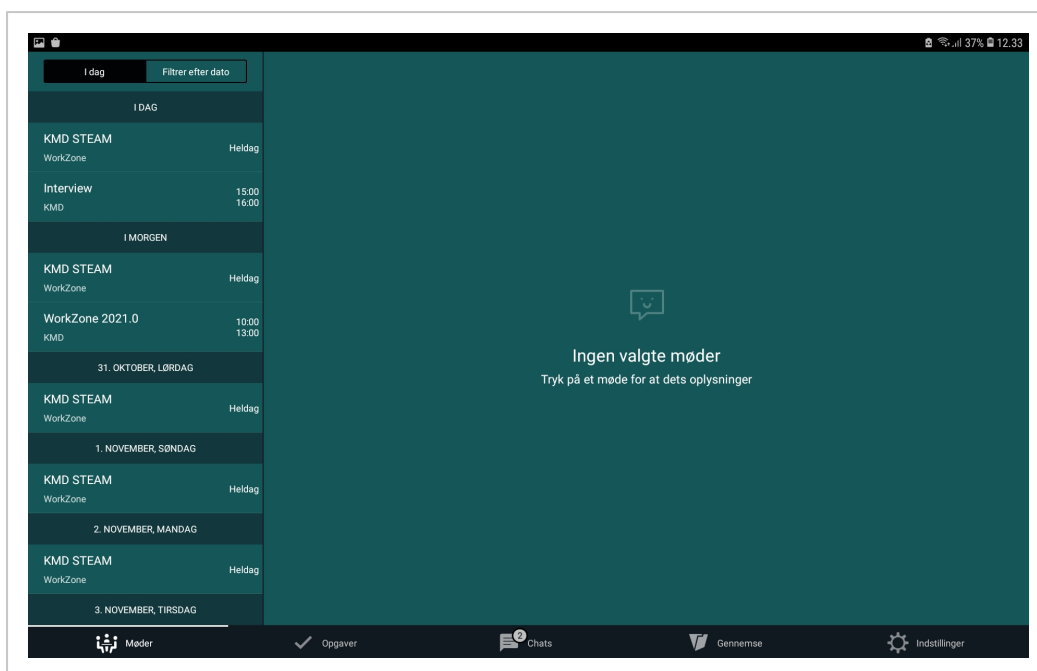 37% 12.33
I dag Filtrer efter dato
I DAG
KMD STEAM
WorkZone
Heldag
Interview
KMD
15:00
16:00
I MORGEN
KMD STEAM
WorkZone
Heldag
WorkZone 2021.0
KMD
10:00
13:00
31. OKTOBER, LØRDAG
KMD STEAM
WorkZone
Heldag
1. NOVEMBER, SØNDAG
KMD STEAM
WorkZone
Heldag
2. NOVEMBER, MANDAG
KMD STEAM
WorkZone
Heldag
3. NOVEMBER, TIRSDAG
Ingen valgte møder
Tryk på et møde for at dets oplysninger
Møder Opgaver 2 Chats Gennemse Indstillinger